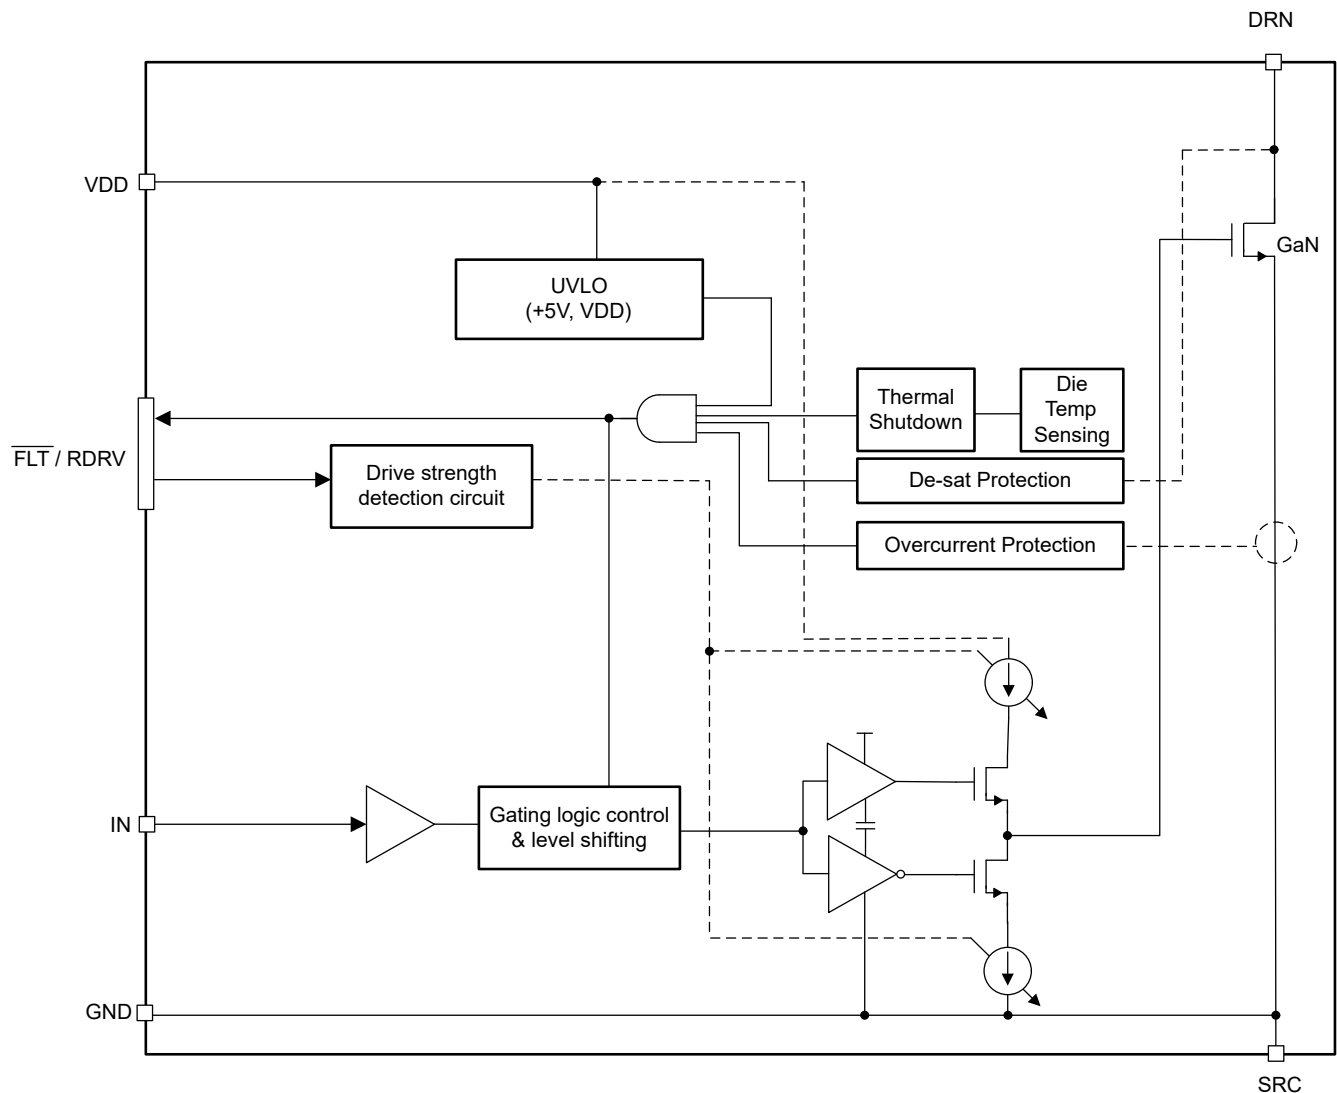 DRN
VDD
GaN
UVLO
(+5V, VDD)
Thermal
Shutdown
Die
Temp
Sensing
FLT / RDRV
Drive strength
detection circuit
De-sat Protection
Overcurrent Protection
IN
Gating logic control
& level shifting
GND
SRC